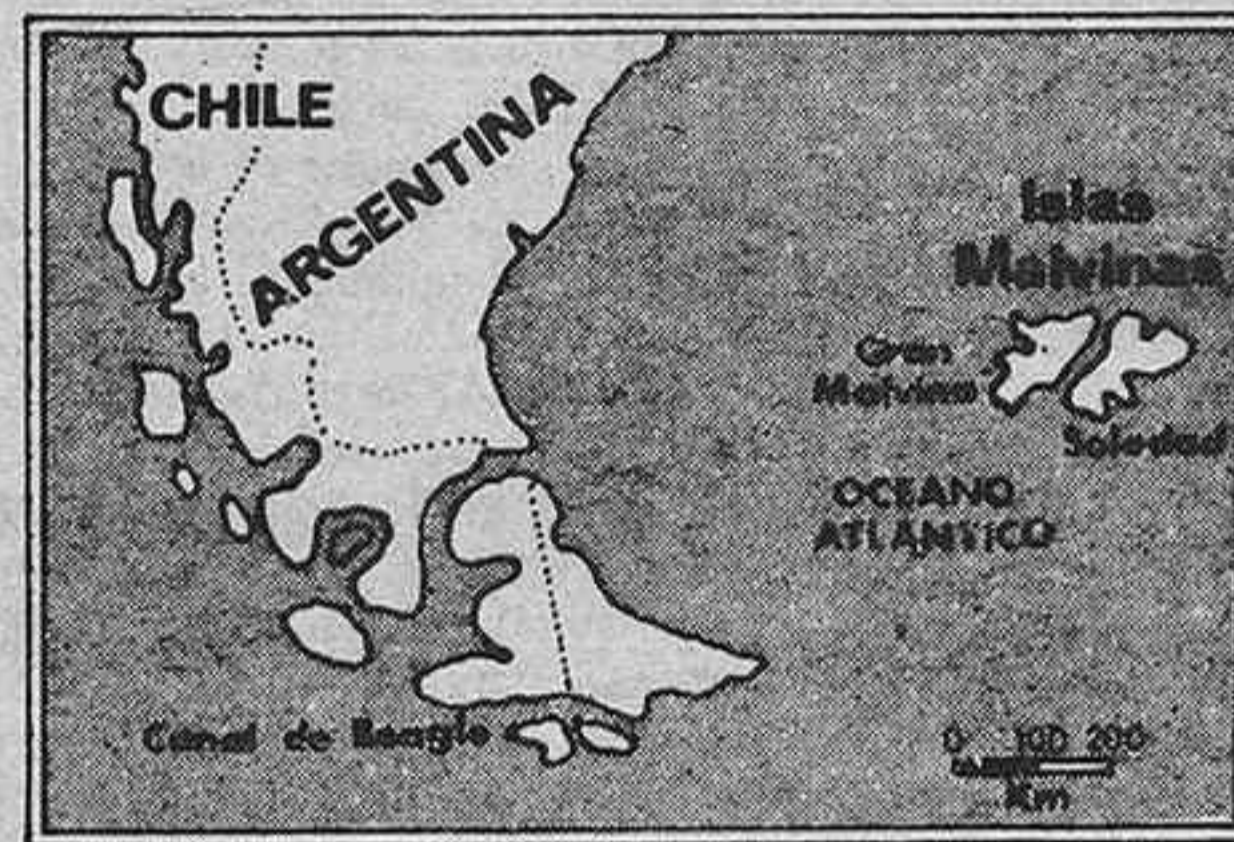 CHILE
ARGENTINA
Islas
Malvinas
Gran
Malvina
Soledad
OCEANO
ATLANTICO
Canal de Beagle
0 100 200
Km